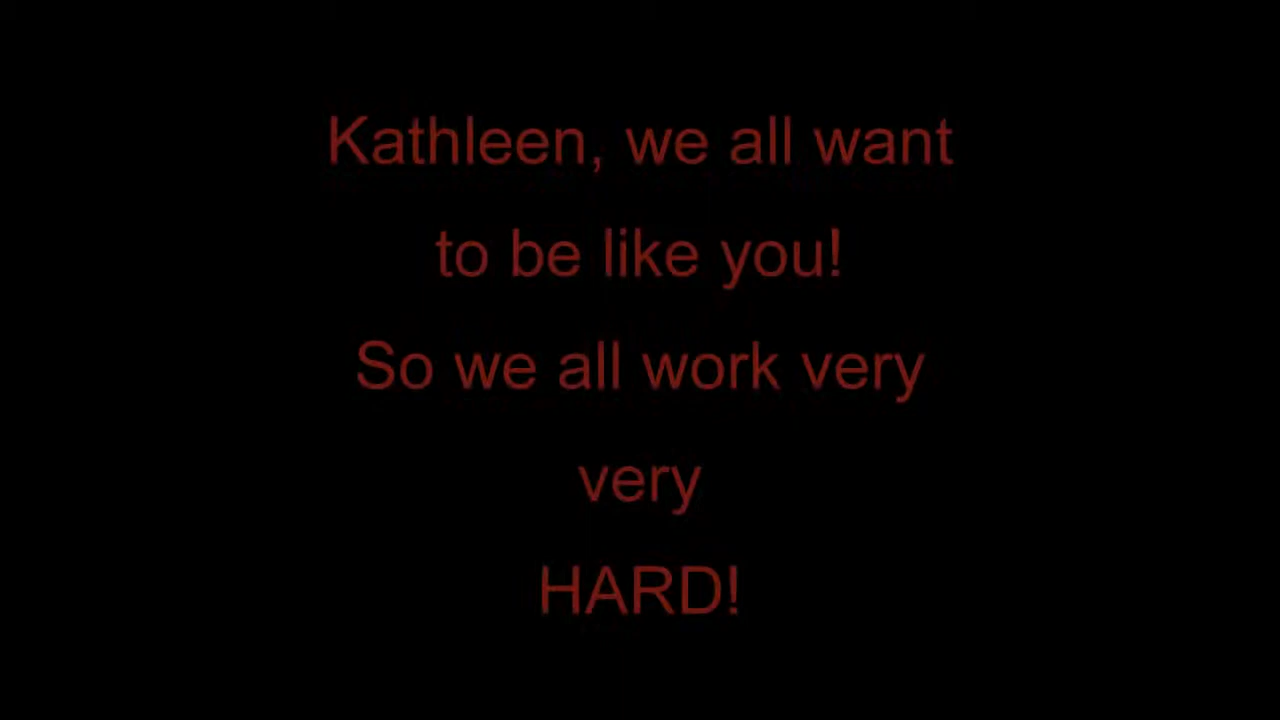 Kathleen, we all want
to be like you!
So we all work very
very
HARD!